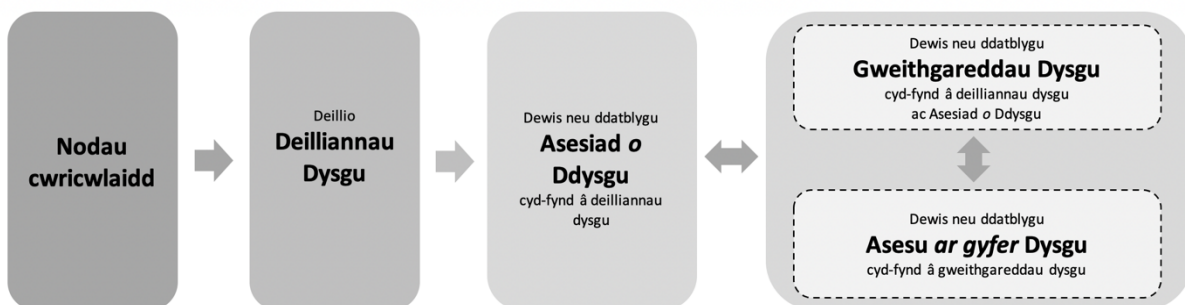 Nodau
cwricwlaidd
Deillio
Deilliannau
Dysgu
Dewis neu ddatblygu
Asesiad o
Ddysgu
cyd-fynd â deilliannau
dysgu
Dewis neu ddatblygu
Gweithgareddau Dysgu
cyd-fynd â deilliannau dysgu
ac Asesiad o Ddysgu
Dewis neu ddatblygu
Asesu ar gyfer Dysgu
cyd-fynd â gweithgareddau dysgu